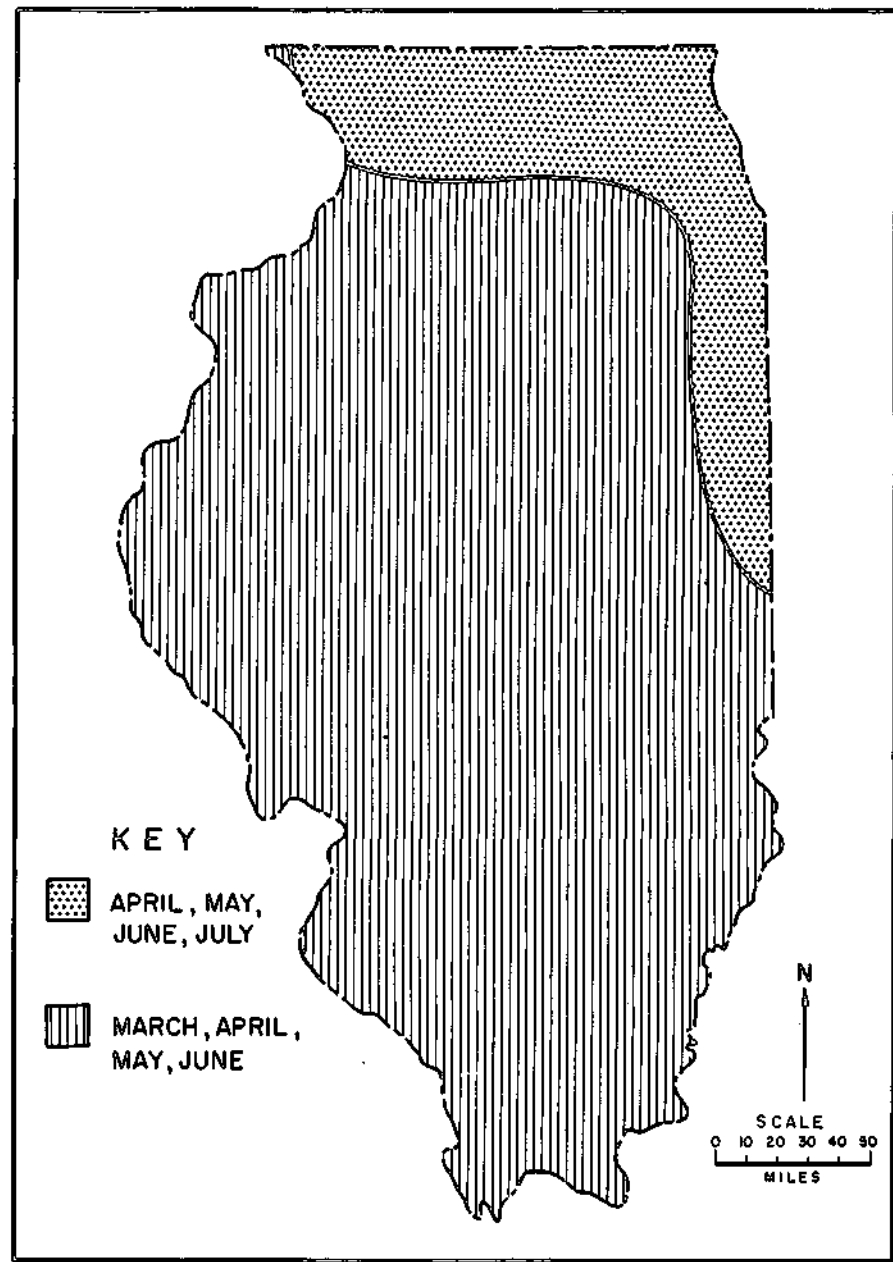 KEY
APRIL, MAY,
JUNE, JULY
MARCH, APRIL,
MAY, JUNE
N
SCALE
0 10 20 30 40 50
MILES